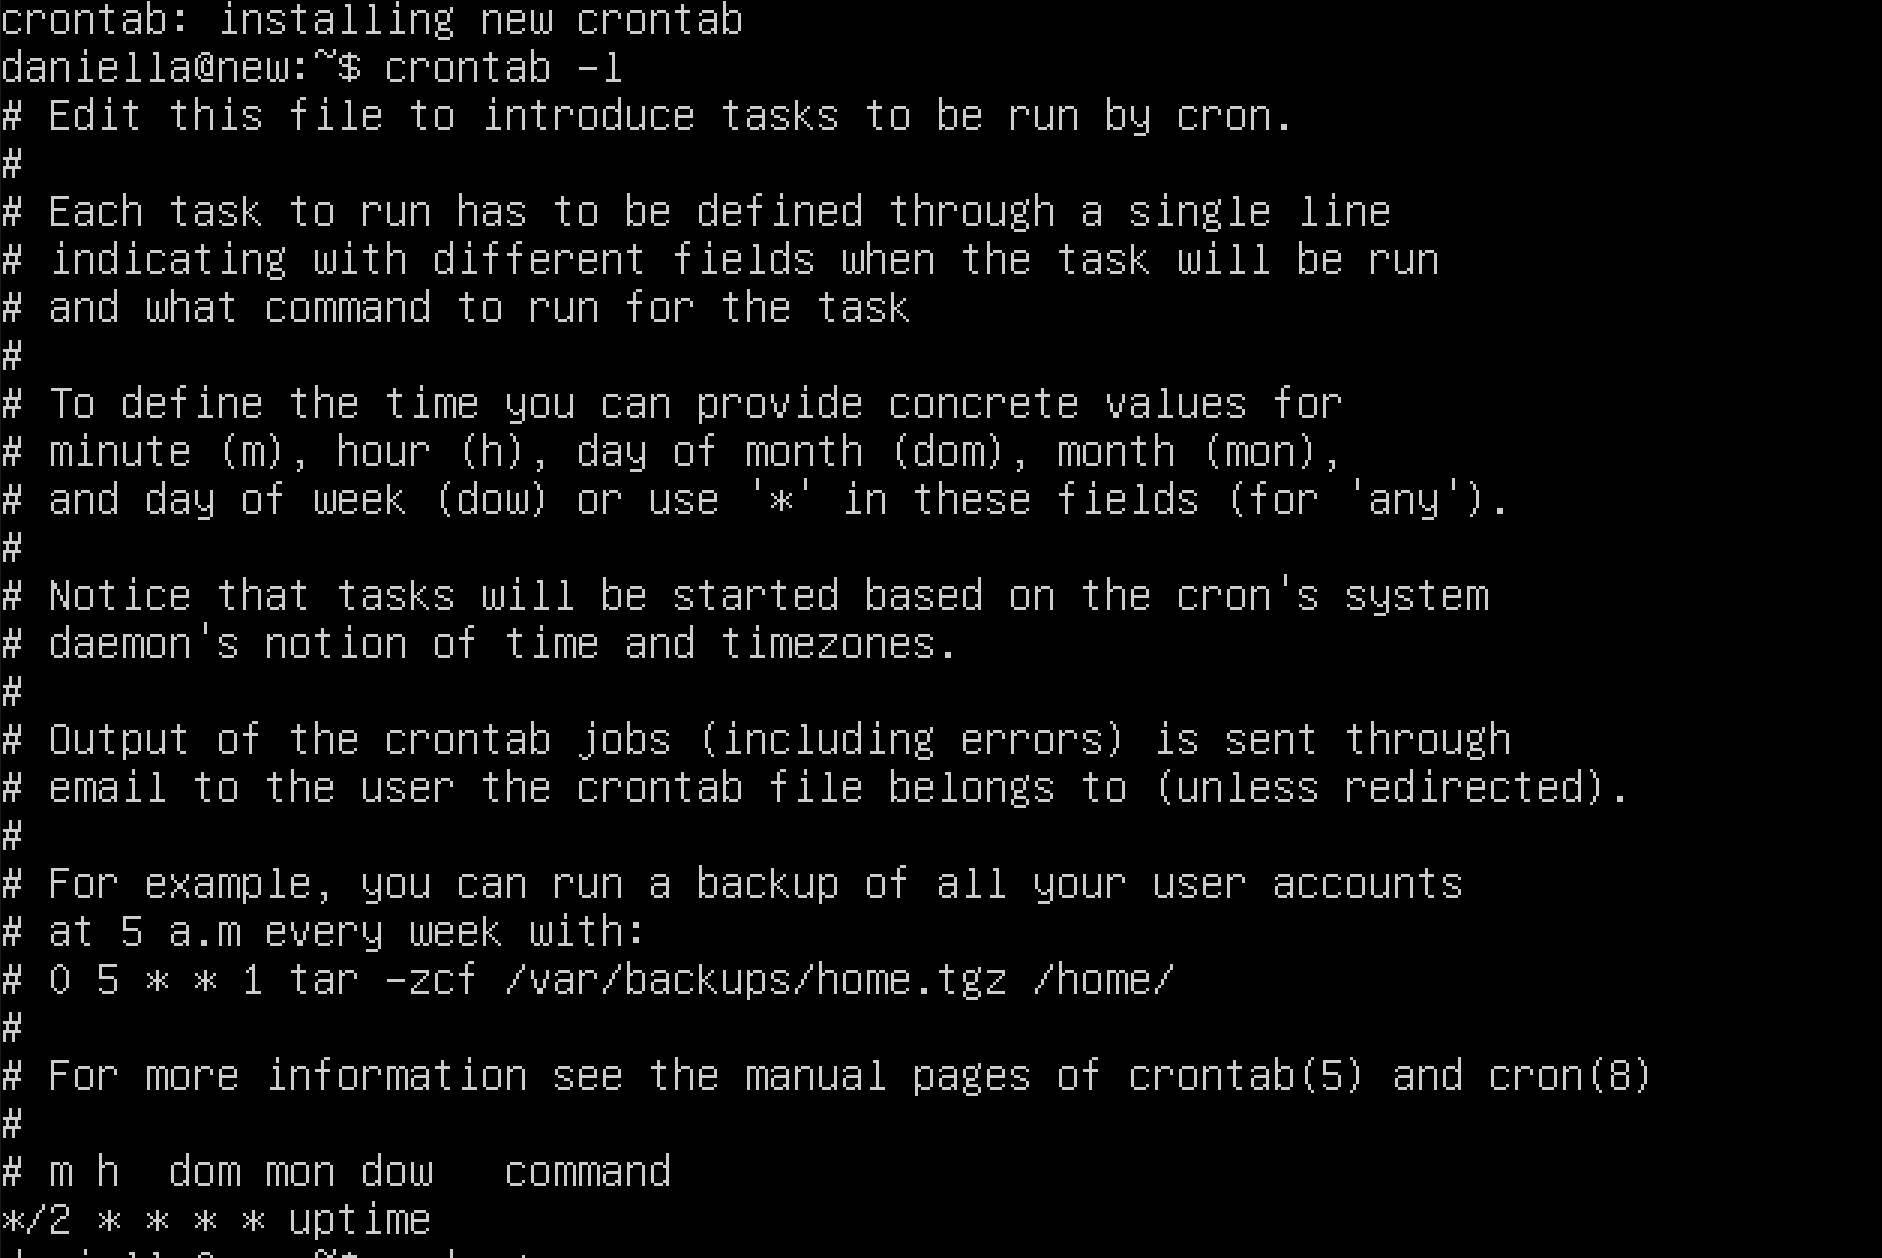 crontab: installing new crontab
daniella@new:~$ crontab -l
# Edit this file to introduce tasks to be run by cron.
#
# Each task to run has to be defined through a single line
# indicating with different fields when the task will be run
# and what command to run for the task
#
# To define the time you can provide concrete values for
# minute (m), hour (h), day of month (dom), month (mon),
# and day of week (dow) or use '*' in these fields (for 'any').
#
# Notice that tasks will be started based on the cron's system
# daemon's notion of time and timezones.
#
# Output of the crontab jobs (including errors) is sent through
# email to the user the crontab file belongs to (unless redirected).
#
# For example, you can run a backup of all your user accounts
# at 5 a.m every week with:
# 0 5 * * 1 tar -zcf /var/backups/home.tgz /home/
#
# For more information see the manual pages of crontab(5) and cron(8)
#
# m h  dom mon dow   command
*/2 * * * * uptime